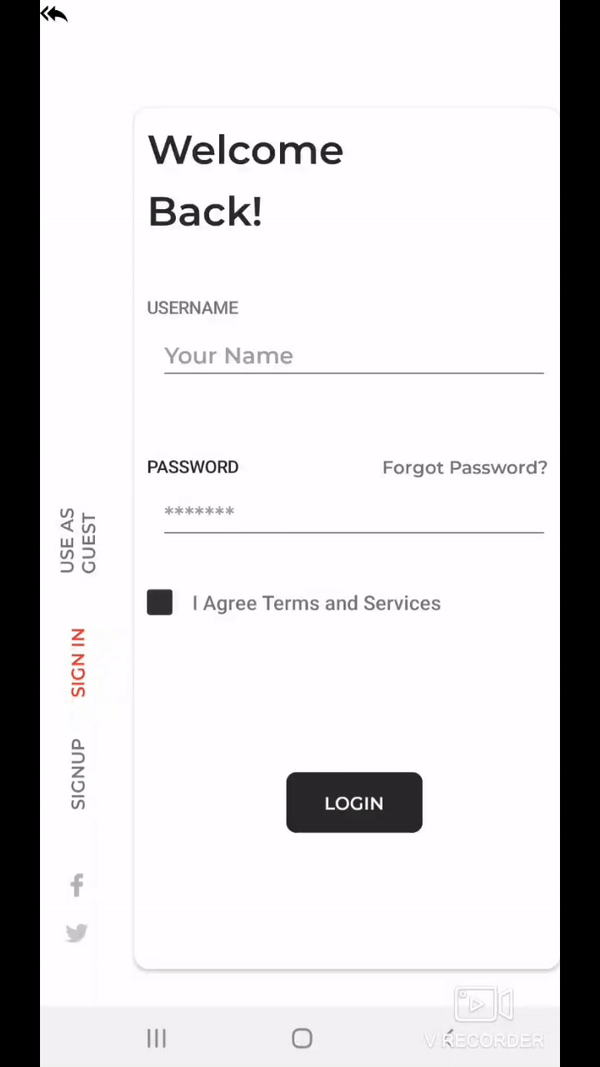 Welcome
Back!
USERNAME
Your Name
PASSWORD
Forgot Password?
*******
I Agree Terms and Services
LOGIN
USE AS
GUEST
SIGN IN
SIGNUP
V RECORDER